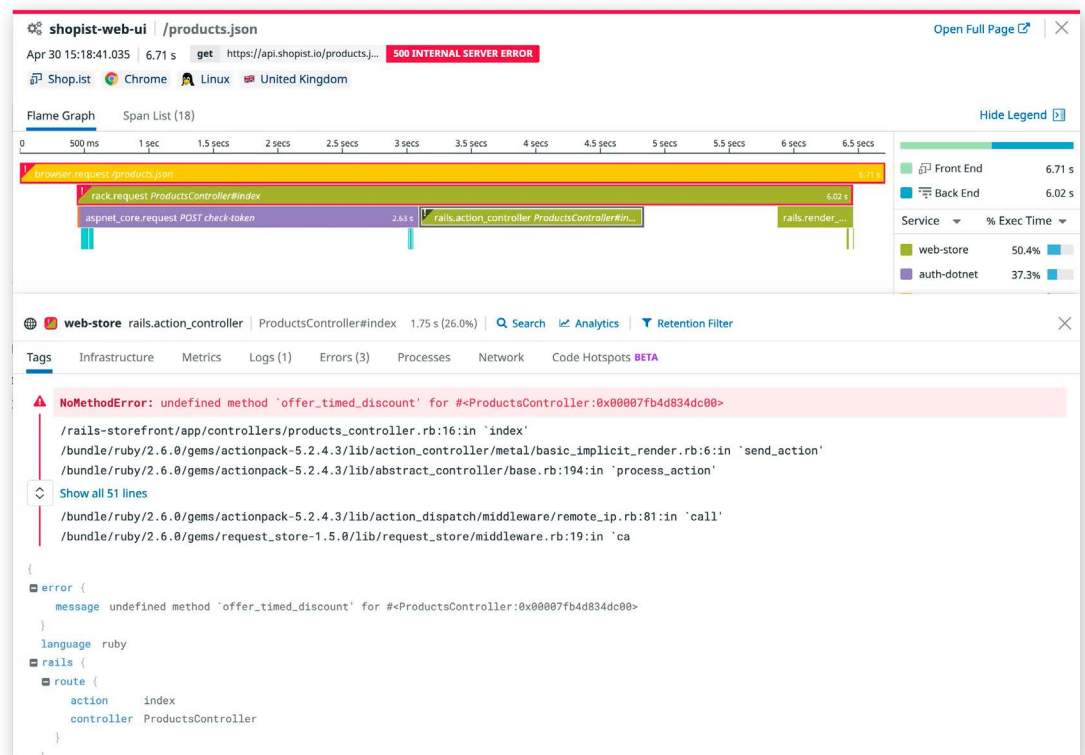 shopist-web-ui | /products.json
Open Full Page
Apr 30 15:18:41.035 | 6.71 s get https://api.shopist.io/products.j... 500 INTERNAL SERVER ERROR
Shop.ist Chrome Linux United Kingdom
Flame Graph Span List (18)
Hide Legend
0 500 ms 1 sec 1.5 secs 2 secs 2.5 secs 3 secs 3.5 secs 4 secs 4.5 secs 5 secs 5.5 secs 6 secs 6.5 secs
browser.request /products.json 6.71 s
rack.request ProductsController#index 6.02 s
aspnet_core.request POST check-token 2.63 s
rails.action_controller ProductsController#in...
rails.render_...
Front End 6.71 s
Back End 6.02 s
Service % Exec Time
web-store 50.4%
auth-dotnet 37.3%
web-store rails.action_controller | ProductsController#index 1.75 s (26.0%) | Search Analytics | Retention Filter
Tags Infrastructure Metrics Logs (1) Errors (3) Processes Network Code Hotspots BETA
NoMethodError: undefined method `offer_timed_discount' for #<ProductsController:0x00007fb4d834dc00>
/rails-storefront/app/controllers/products_controller.rb:16:in `index'
/bundle/ruby/2.6.0/gems/actionpack-5.2.4.3/lib/action_controller/metal/basic_implicit_render.rb:6:in `send_action'
/bundle/ruby/2.6.0/gems/actionpack-5.2.4.3/lib/abstract_controller/base.rb:194:in `process_action'
Show all 51 lines
/bundle/ruby/2.6.0/gems/actionpack-5.2.4.3/lib/action_dispatch/middleware/remote_ip.rb:81:in `call'
/bundle/ruby/2.6.0/gems/request_store-1.5.0/lib/request_store/middleware.rb:19:in `ca
{
error {
message undefined method `offer_timed_discount' for #<ProductsController:0x00007fb4d834dc00>
}
language ruby
rails {
route {
action index
controller ProductsController
}
}